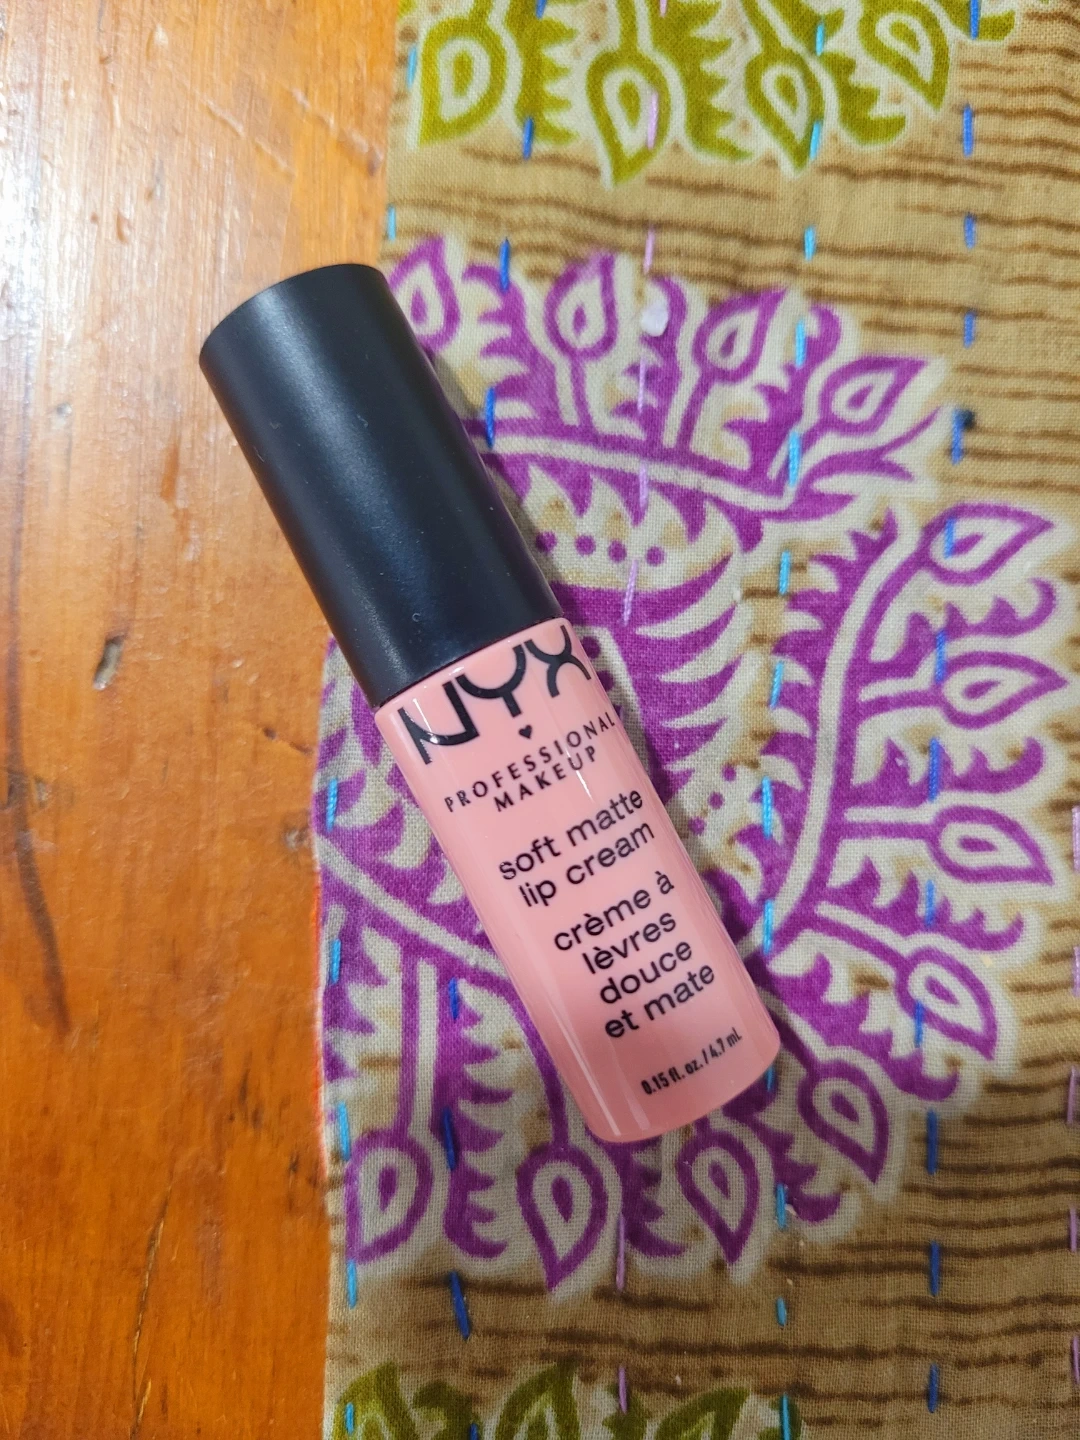 NYX
PROFESSIONAL
MAKEUP
soft matte
lip cream
crème à
lèvres
douce
et mate
0.15 fl. oz. / 4.7 mL